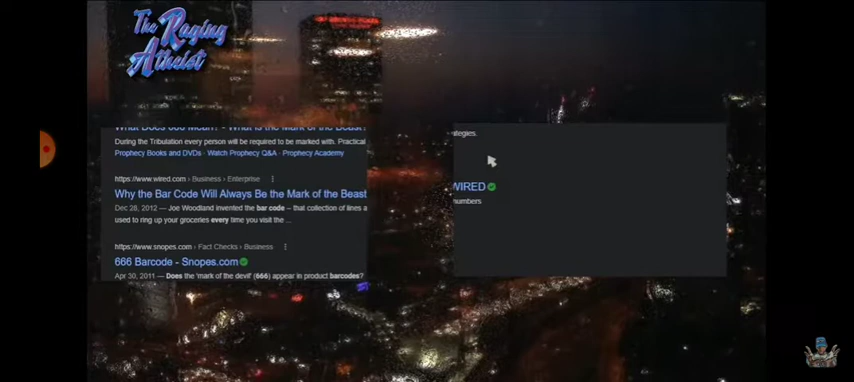 The Raging
Atheist
What Does 666 Mean? - What is the Mark of the Beast?
During the Tribulation every person will be required to be marked with. Practical
Prophecy Books and DVDs · Watch Prophecy Q&A · Prophecy Academy
https://www.wired.com › Business › Enterprise
Why the Bar Code Will Always Be the Mark of the Beast
Dec 28, 2012 — Joe Woodland invented the bar code – that collection of lines a
used to ring up your groceries every time you visit the ...
https://www.snopes.com › Fact Checks › Business
666 Barcode - Snopes.com
Apr 30, 2011 — Does the 'mark of the devil' (666) appear in product barcodes?
ategies.
WIRED
numbers